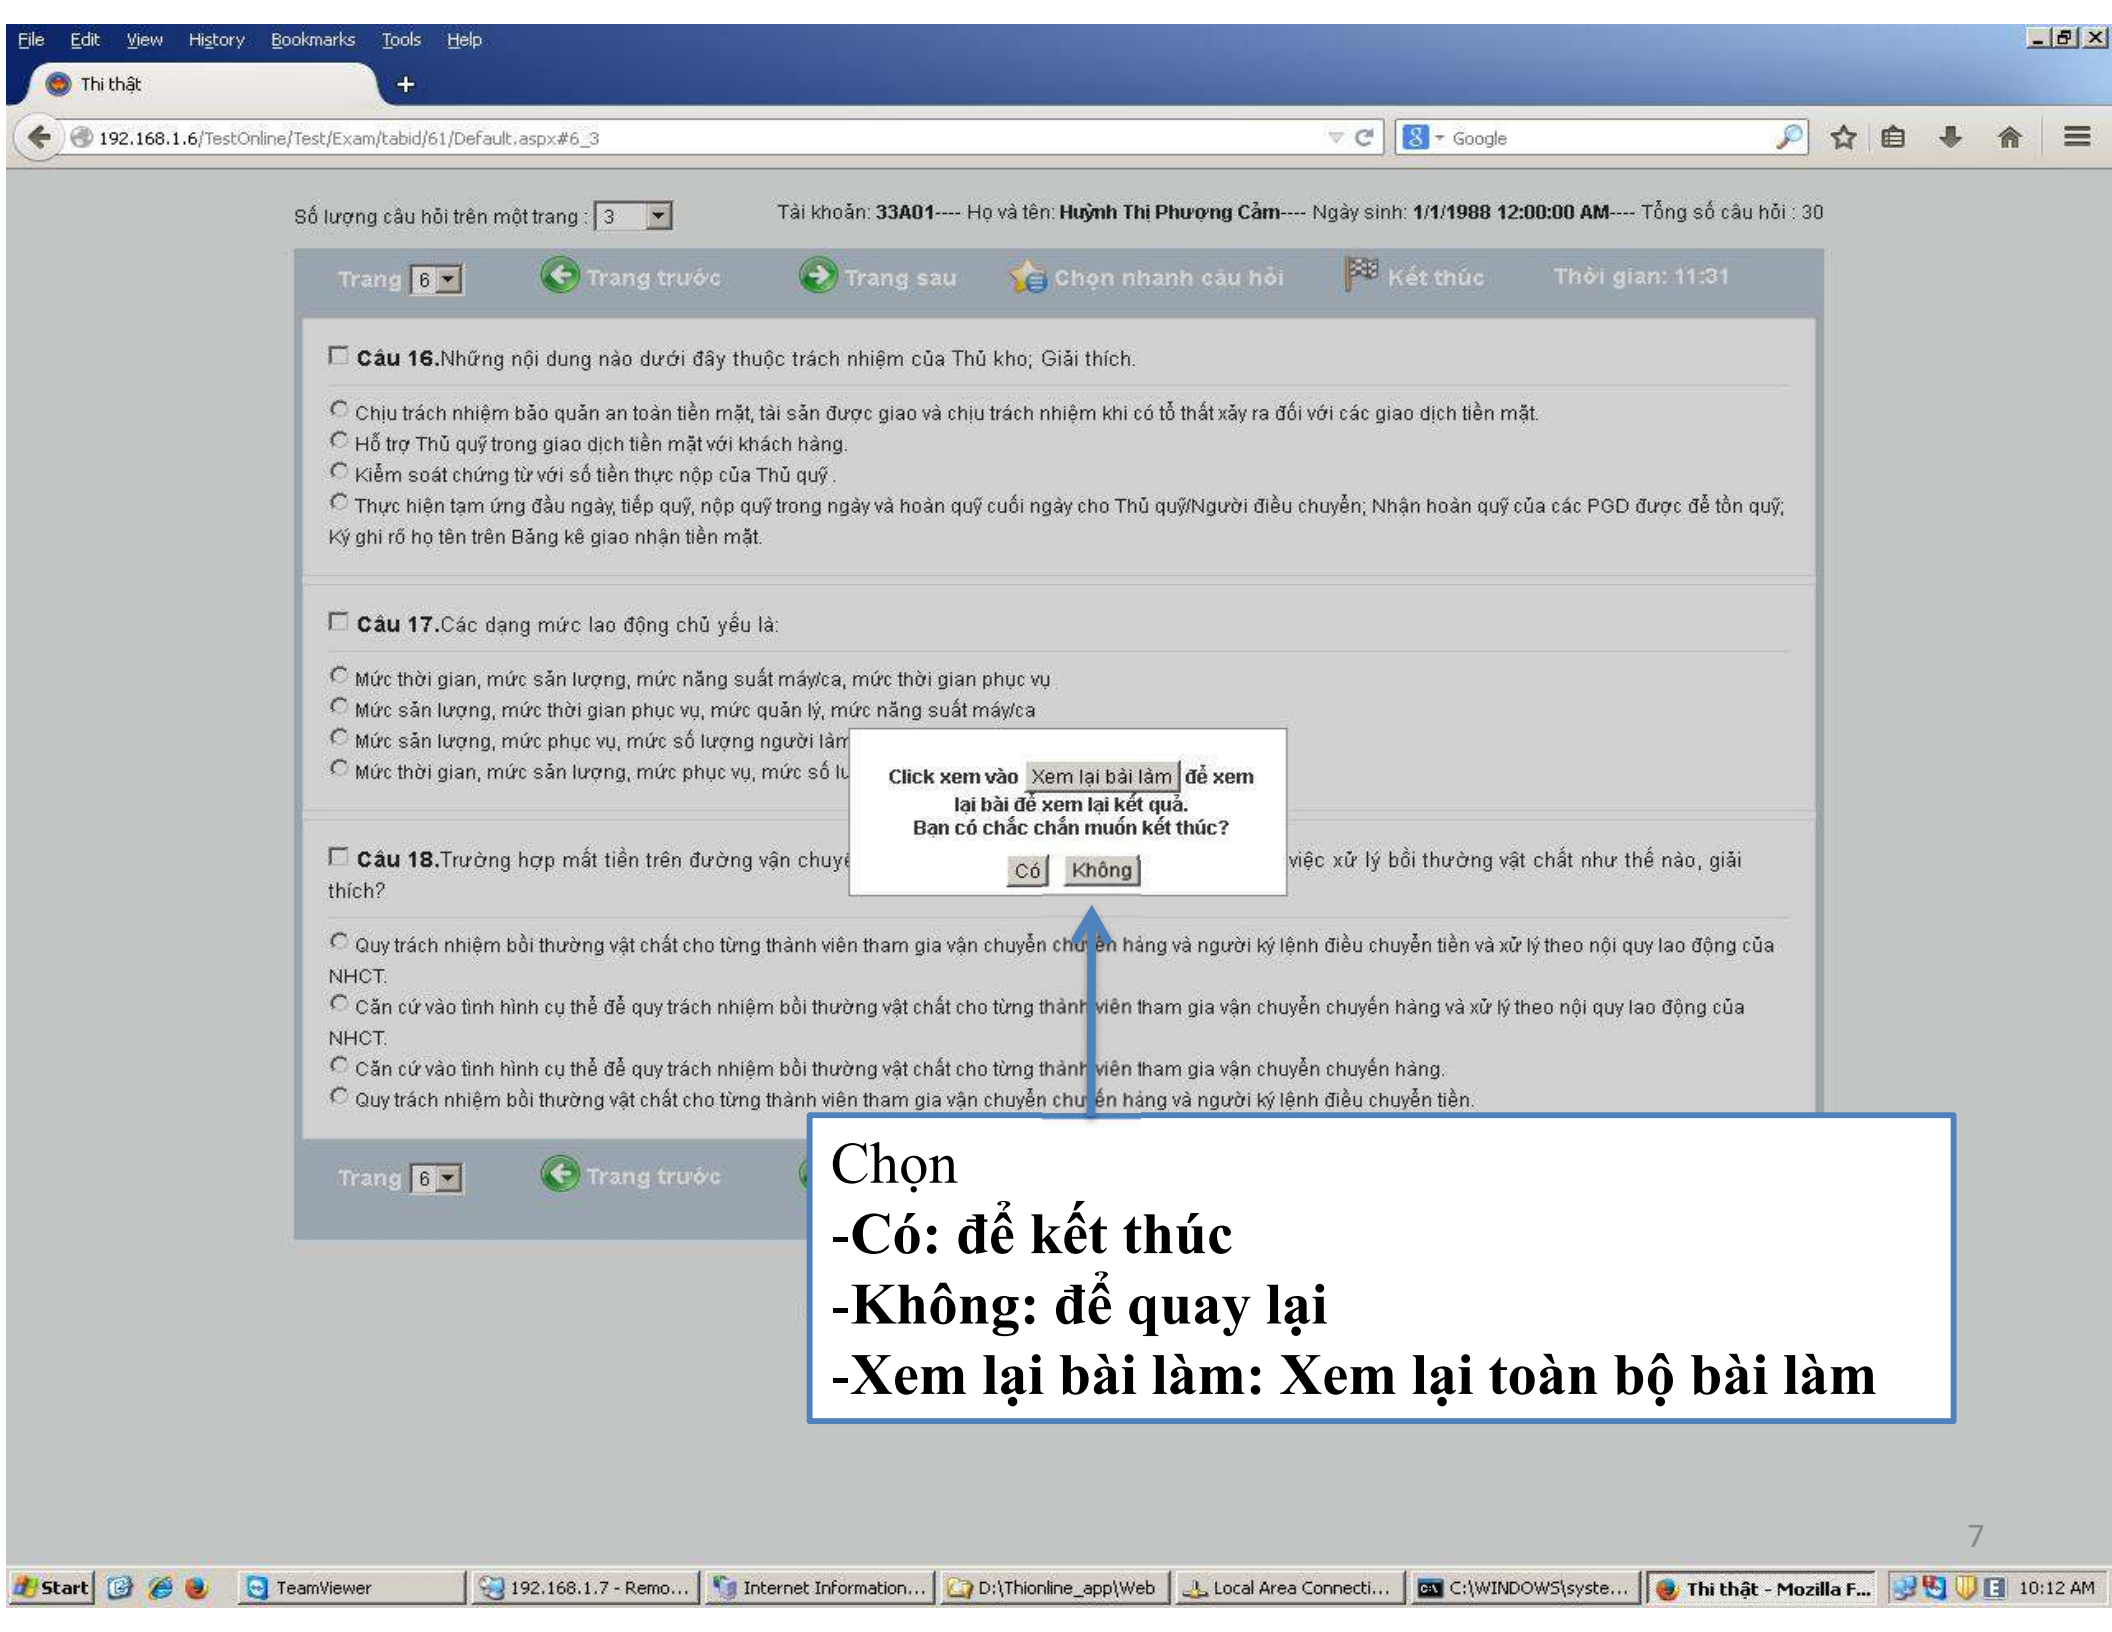 File Edit View History Bookmarks Tools Help
Thi thật
192.168.1.6/TestOnline/Test/Exam/tabid/61/Default.aspx#6_3 Google
Số lượng câu hỏi trên một trang : 3 Tài khoản: 33A01---- Họ và tên: Huỳnh Thị Phượng Cảm---- Ngày sinh: 1/1/1988 12:00:00 AM---- Tổng số câu hỏi : 30
Trang 6 Trang trước Trang sau Chọn nhanh câu hỏi Kết thúc Thời gian: 11:31
Câu 16.Những nội dung nào dưới đây thuộc trách nhiệm của Thủ kho; Giải thích.
Chịu trách nhiệm bảo quản an toàn tiền mặt, tài sản được giao và chịu trách nhiệm khi có tổ thất xảy ra đối với các giao dịch tiền mặt.
Hỗ trợ Thủ quỹ trong giao dịch tiền mặt với khách hàng.
Kiểm soát chứng từ với số tiền thực nộp của Thủ quỹ .
Thực hiện tạm ứng đầu ngày, tiếp quỹ, nộp quỹ trong ngày và hoàn quỹ cuối ngày cho Thủ quỹ/Người điều chuyển; Nhận hoàn quỹ của các PGD được để tồn quỹ;
Ký ghi rõ họ tên trên Bảng kê giao nhận tiền mặt.
Câu 17.Các dạng mức lao động chủ yếu là:
Mức thời gian, mức sản lượng, mức năng suất máy/ca, mức thời gian phục vụ
Mức sản lượng, mức thời gian phục vụ, mức quản lý, mức năng suất máy/ca
Mức sản lượng, mức phục vụ, mức số lượng người làm
Mức thời gian, mức sản lượng, mức phục vụ, mức số
Click xem vào Xem lại bài làm để xem
lại bài để xem lại kết quả.
Bạn có chắc chắn muốn kết thúc?
Có Không
Câu 18.Trường hợp mất tiền trên đường vận việc xử lý bồi thường vật chất như thế nào, giải
thích?
Quy trách nhiệm bồi thường vật chất cho từng thành viên tham gia vận chuyển chuyến hàng và người ký lệnh điều chuyển tiền và xử lý theo nội quy lao động của
NHCT.
Căn cứ vào tình hình cụ thể để quy trách nhiệm bồi thường vật chất cho từng thành viên tham gia vận chuyển chuyến hàng và xử lý theo nội quy lao động của
NHCT.
Căn cứ vào tình hình cụ thể để quy trách nhiệm bồi thường vật chất cho từng thành viên tham gia vận chuyển chuyến hàng.
Quy trách nhiệm bồi thường vật chất cho từng thành viên tham gia vận chuyển chuyến hàng và người ký lệnh điều chuyển tiền.
Trang 6 Trang trước
Chọn
-Có: để kết thúc
-Không: để quay lại
-Xem lại bài làm: Xem lại toàn bộ bài làm
7
Start TeamViewer 192.168.1.7 - Remo... Internet Information... D:\Thionline_app\Web Local Area Connecti... C:\WINDOWS\syste... Thi thật - Mozilla F... E 10:12 AM